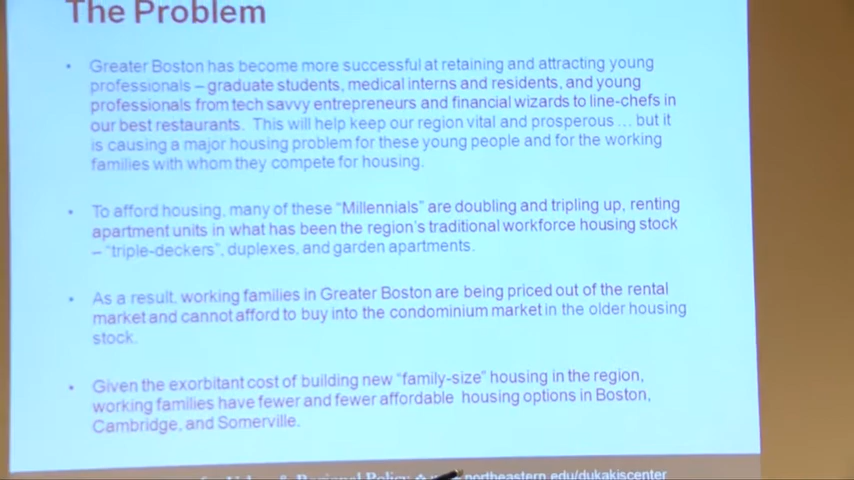 The Problem
• Greater Boston has become more successful at retaining and attracting young
professionals – graduate students, medical interns and residents, and young
professionals from tech savvy entrepreneurs and financial wizards to line-chefs in
our best restaurants. This will help keep our region vital and prosperous ... but it
is causing a major housing problem for these young people and for the working
families with whom they compete for housing.
• To afford housing, many of these “Millennials” are doubling and tripling up, renting
apartment units in what has been the region's traditional workforce housing stock
– “triple-deckers”, duplexes, and garden apartments.
• As a result, working families in Greater Boston are being priced out of the rental
market and cannot afford to buy into the condominium market in the older housing
stock.
• Given the exorbitant cost of building new “family-size” housing in the region,
working families have fewer and fewer affordable housing options in Boston,
Cambridge, and Somerville.
& Regional Policy northeastern.edu/dukakiscenter